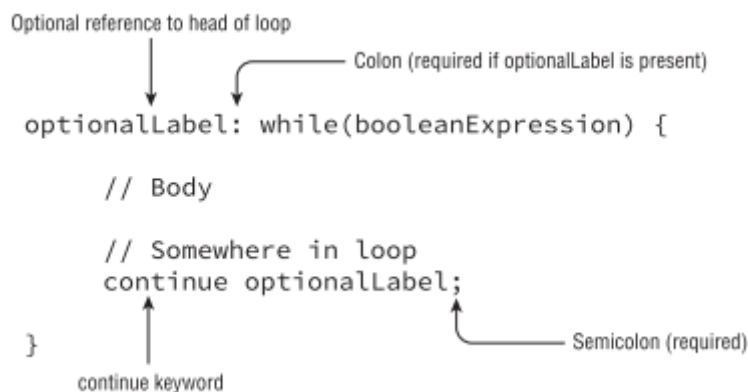 Optional reference to head of loop
Colon (required if optionalLabel is present)
optionalLabel: while(booleanExpression) {
// Body
// Somewhere in loop
continue optionalLabel;
}
Semicolon (required)
continue keyword